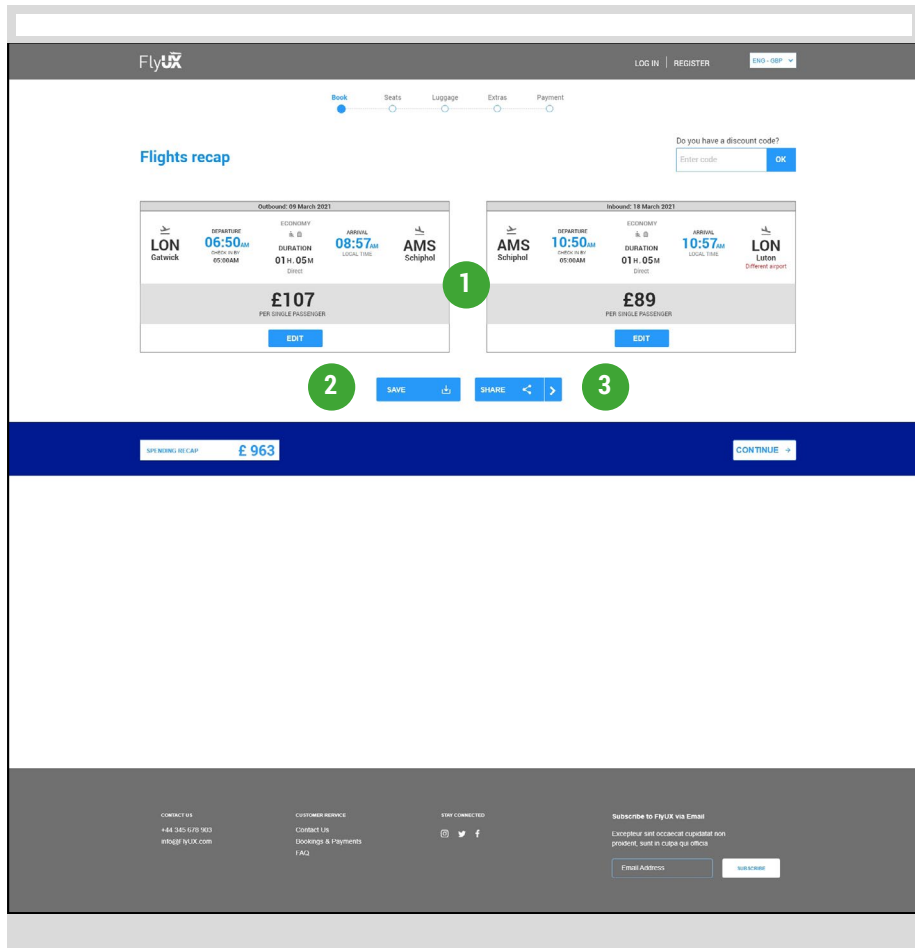 FlyUX
LOG IN
REGISTER
ENG - GBP
Book
Seats
Luggage
Extras
Payment
Do you have a discount code?
Flights recap
Enter code
OK
Outbound: 09 March 2021
LON
Gatwick
DEPARTURE
06:50AM
CHECK IN BY
05:00AM
ECONOMY
DURATION
01H.05M
Direct
ARRIVAL
08:57AM
LOCAL TIME
AMS
Schiphol
£107
PER SINGLE PASSENGER
EDIT
1
Inbound: 18 March 2021
AMS
Schiphol
DEPARTURE
10:50AM
CHECK IN BY
05:00AM
ECONOMY
DURATION
01H.05M
Direct
ARRIVAL
10:57AM
LOCAL TIME
LON
Luton
Different airport
£89
PER SINGLE PASSENGER
EDIT
2
SAVE
SHARE
3
SPENDING RECAP
£ 963
CONTINUE
CONTACT US
+44 345 678 903
info@FlyUX.com
CUSTOMER SERVICE
Contact Us
Bookings & Payments
FAQ
STAY CONNECTED
Subscribe to FlyUX via Email
Excepteur sint occaecat cupidatat non
proident, sunt in culpa qui officia
Email Address
SUBSCRIBE